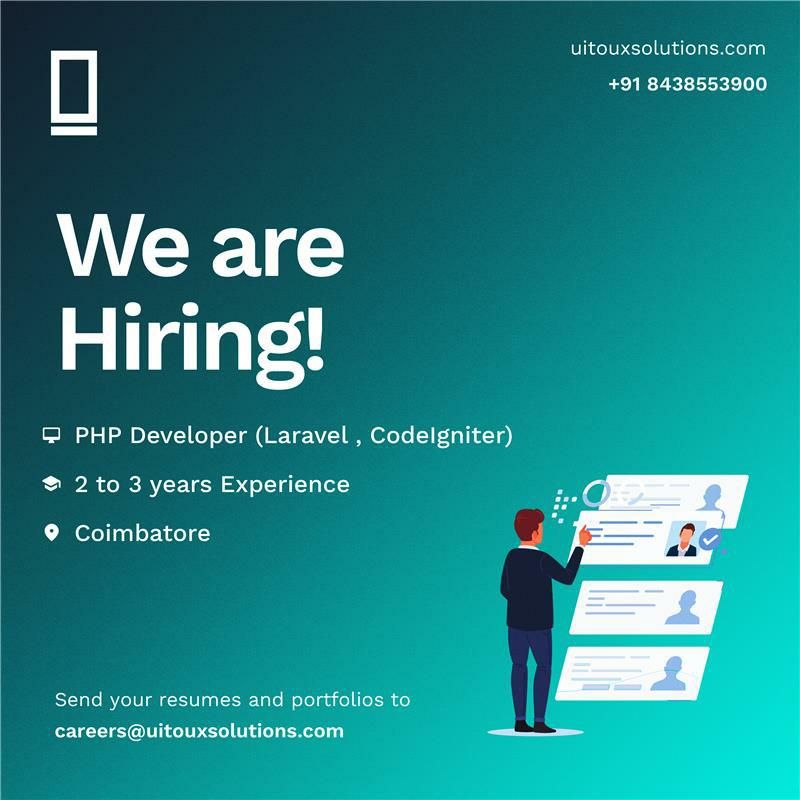 uitouxsolutions.com
+91 8438553900
We are
Hiring!
PHP Developer (Laravel , CodeIgniter)
2 to 3 years Experience
Coimbatore
Send your resumes and portfolios to
careers@uitouxsolutions.com